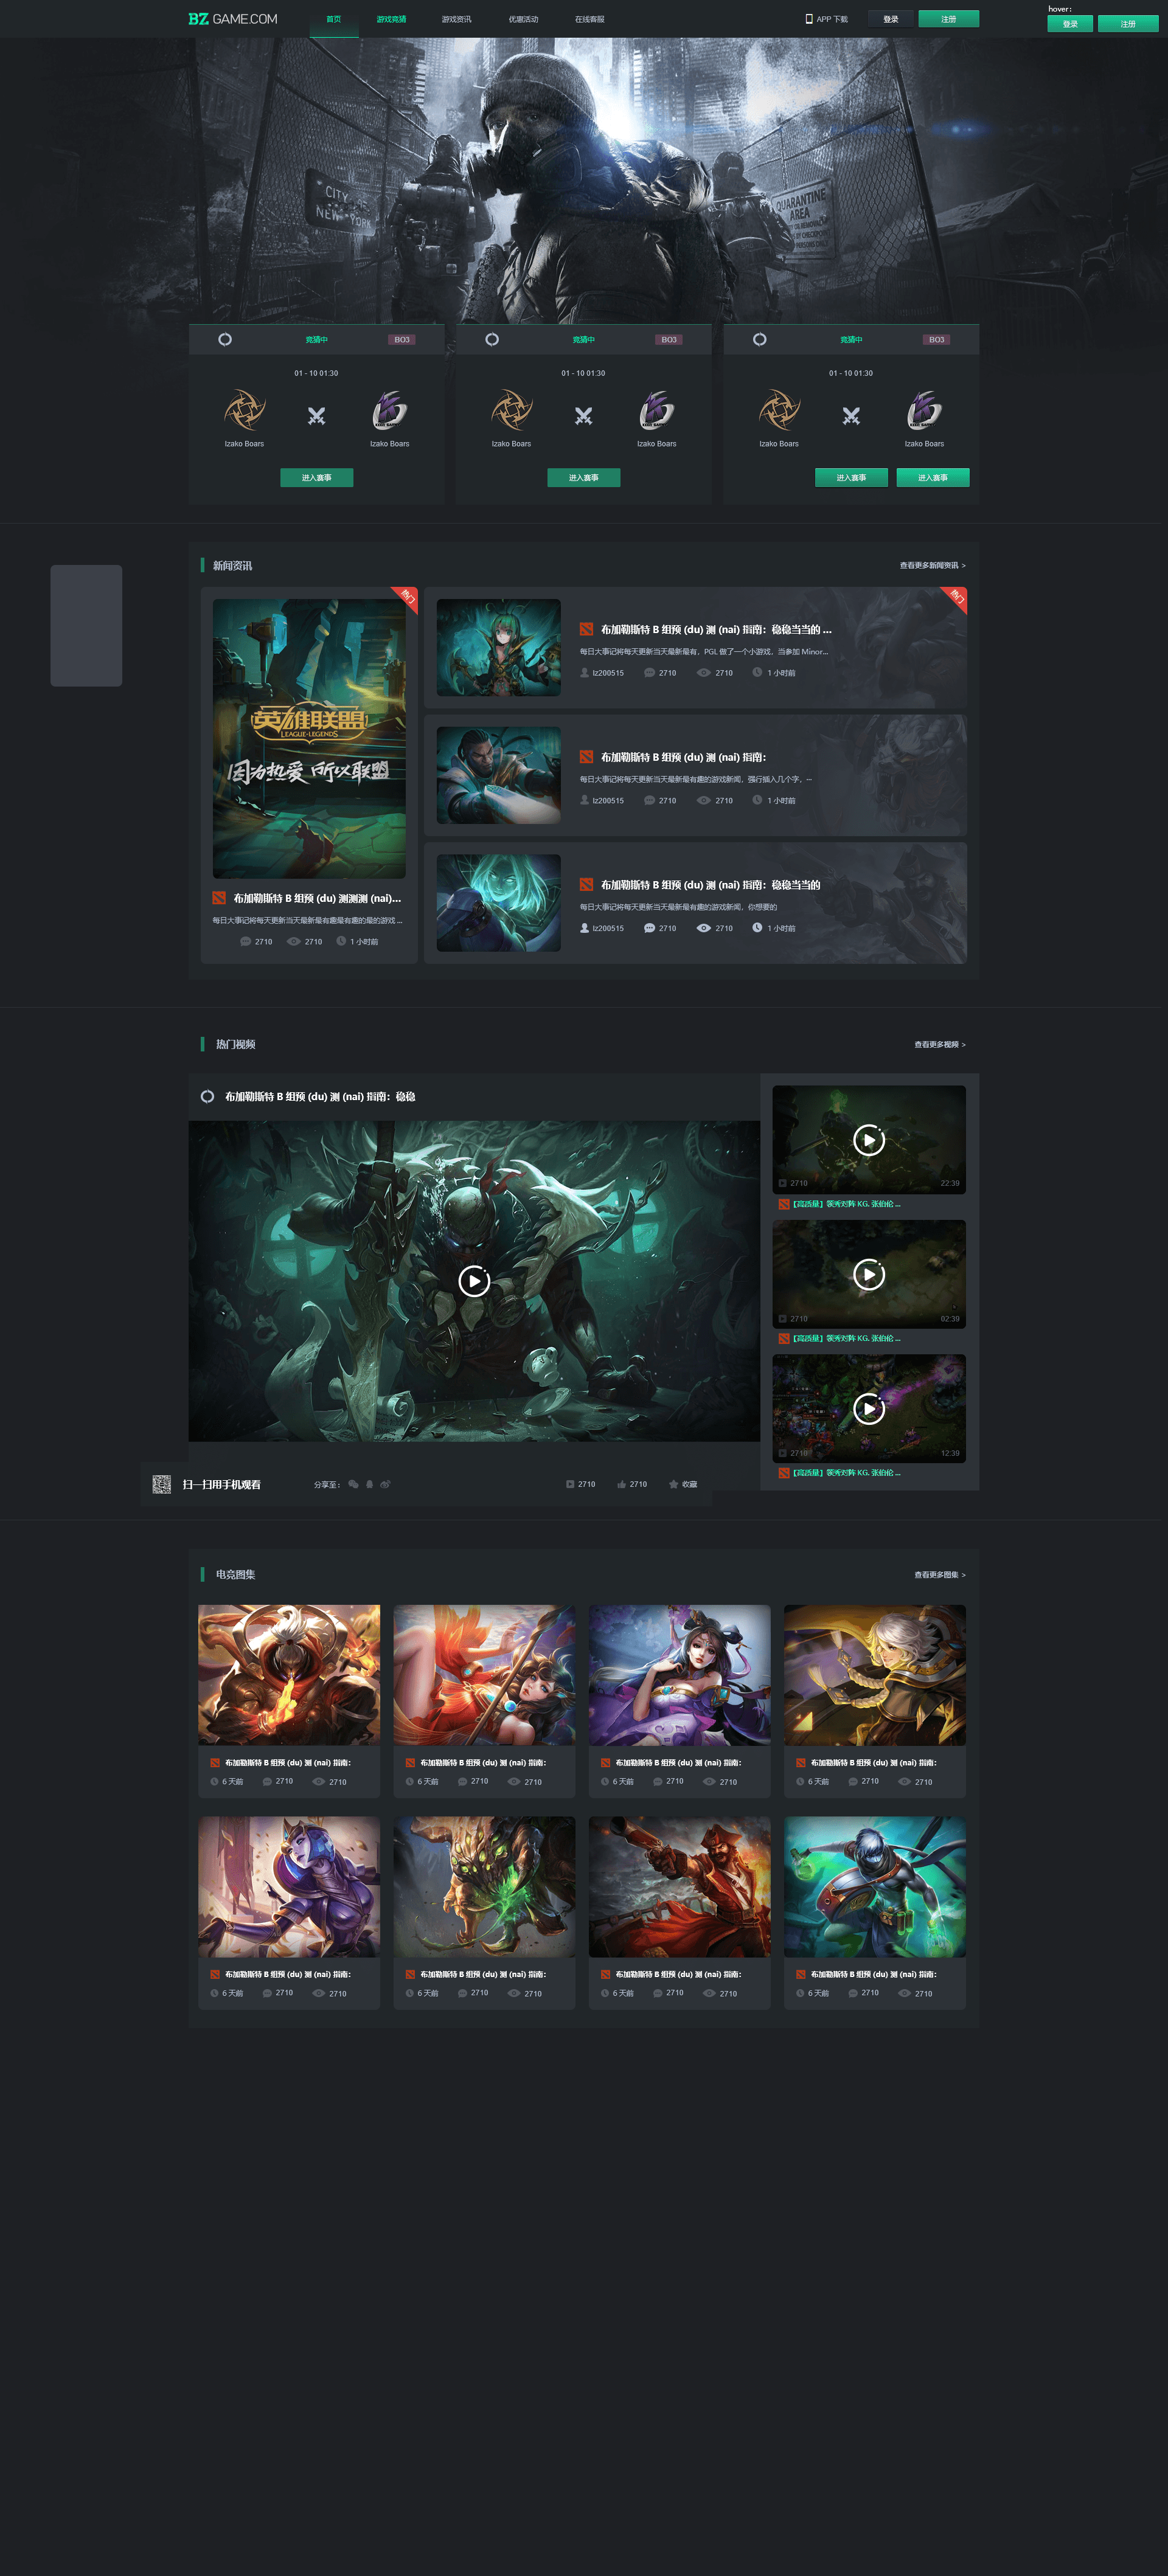 BZ GAME.COM 首页 游戏竞猜 游戏资讯 优惠活动 在线客服 APP 下载 登录 注册
hover:
登录 注册
CITY
NEW YORK
QUARANTINE
AREA
竞猜中 BO3 竞猜中 BO3 竞猜中 BO3
01 - 10 01:30 01 - 10 01:30 01 - 10 01:30
Izako Boars Izako Boars Izako Boars Izako Boars Izako Boars Izako Boars
进入赛事 进入赛事 进入赛事 进入赛事
新闻资讯 查看更多新闻资讯 >
热门
英雄联盟
LEAGUE·LEGENDS
因为热爱 所以联盟
布加勒斯特 B 组预 (du) 测测测 (nai)...
每日大事记将每天更新当天最新最有趣是有趣的是的游戏 ...
2710 2710 1 小时前
热门
布加勒斯特 B 组预 (du) 测 (nai) 指南：稳稳当当的 ...
每日大事记将每天更新当天最新最有，PGL 做了一个小游戏，当参加 Minor...
lz200515 2710 2710 1 小时前
布加勒斯特 B 组预 (du) 测 (nai) 指南：
每日大事记将每天更新当天最新最有趣的游戏新闻，强行插入几个字，...
lz200515 2710 2710 1 小时前
布加勒斯特 B 组预 (du) 测 (nai) 指南：稳稳当当的
每日大事记将每天更新当天最新最有趣的游戏新闻，你想要的
lz200515 2710 2710 1 小时前
热门视频 查看更多视频 >
布加勒斯特 B 组预 (du) 测 (nai) 指南：稳稳
2710 22:39
【高质量】领秀对阵 KG. 张伯伦 ...
2710 02:39
【高质量】领秀对阵 KG. 张伯伦 ...
2710 12:39
【高质量】领秀对阵 KG. 张伯伦 ...
扫一扫用手机观看 分享至： 2710 2710 收藏
电竞图集 查看更多图集 >
布加勒斯特 B 组预 (du) 测 (nai) 指南： 布加勒斯特 B 组预 (du) 测 (nai) 指南： 布加勒斯特 B 组预 (du) 测 (nai) 指南： 布加勒斯特 B 组预 (du) 测 (nai) 指南：
6 天前 2710 2710 6 天前 2710 2710 6 天前 2710 2710 6 天前 2710 2710
布加勒斯特 B 组预 (du) 测 (nai) 指南： 布加勒斯特 B 组预 (du) 测 (nai) 指南： 布加勒斯特 B 组预 (du) 测 (nai) 指南： 布加勒斯特 B 组预 (du) 测 (nai) 指南：
6 天前 2710 2710 6 天前 2710 2710 6 天前 2710 2710 6 天前 2710 2710